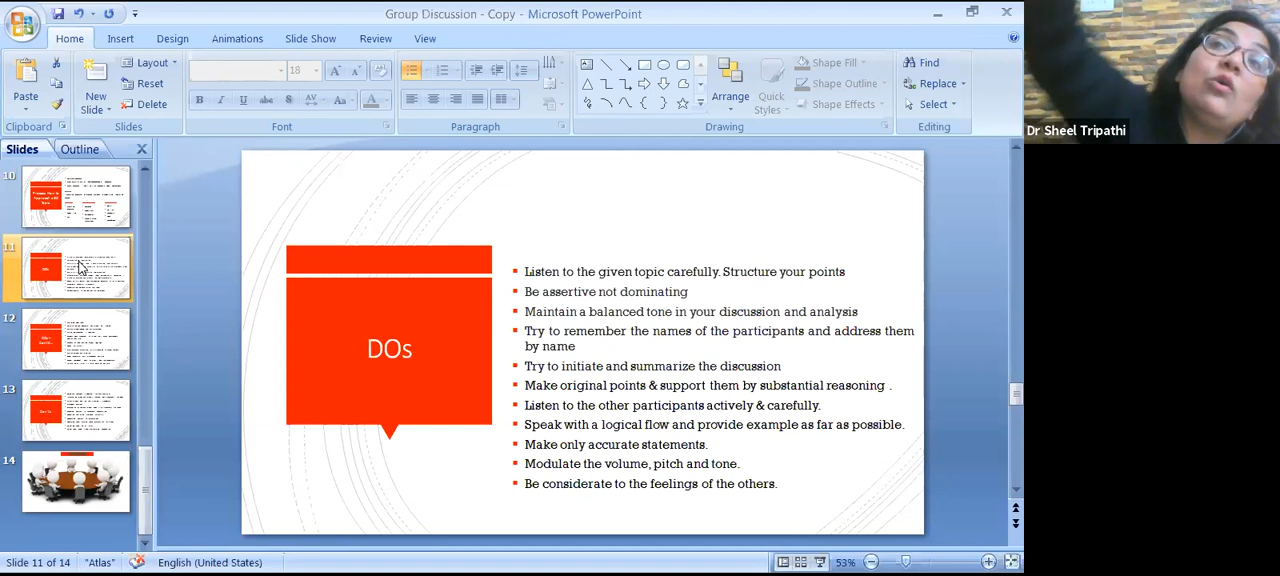 Group Discussion - Copy - Microsoft PowerPoint
Home Insert Design Animations Slide Show Review View
Paste
New Slide
Layout
Reset
Delete
18
B I U abe S AV Aa A
Shape Fill
Shape Outline
Shape Effects
Arrange
Quick Styles
Find
Replace
Select
Clipboard Slides Font Paragraph Drawing Editing
Dr Sheel Tripathi
Slides Outline
10
11
12
13
14
DOs
Listen to the given topic carefully. Structure your points
Be assertive not dominating
Maintain a balanced tone in your discussion and analysis
Try to remember the names of the participants and address them
by name
Try to initiate and summarize the discussion
Make original points & support them by substantial reasoning .
Listen to the other participants actively & carefully.
Speak with a logical flow and provide example as far as possible.
Make only accurate statements.
Modulate the volume, pitch and tone.
Be considerate to the feelings of the others.
Slide 11 of 14 "Atlas" English (United States) 53%